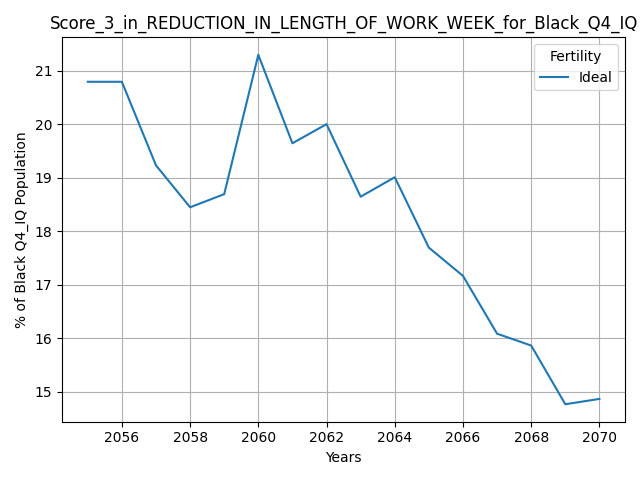 Score_3_in_REDUCTION_IN_LENGTH_OF_WORK_WEEK_for_Black_Q4_IQ
Fertility
Ideal
% of Black Q4_IQ Population
21
20
19
18
17
16
15
2056 2058 2060 2062 2064 2066 2068 2070
Years